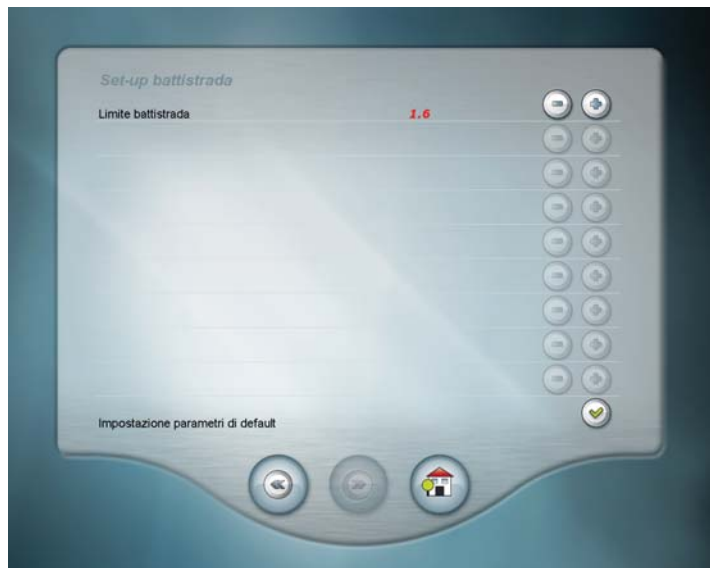 Set-up battistrada
Limite battistrada 1.6
Impostazione parametri di default